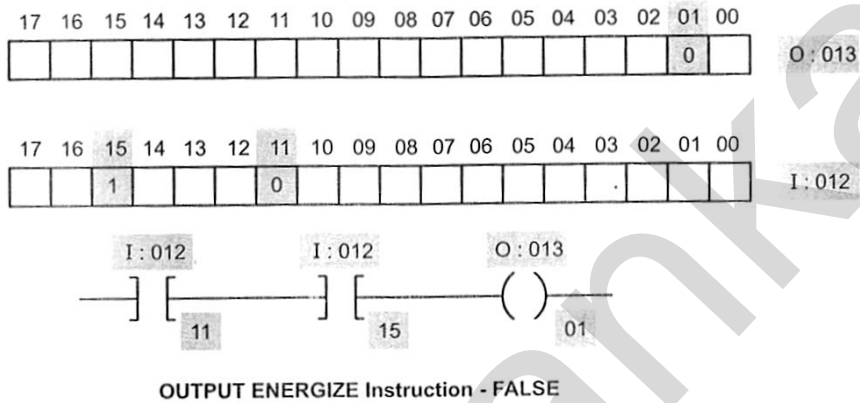 17 16 15 14 13 12 11 10 09 08 07 06 05 04 03 02 01 00
0 O : 013
17 16 15 14 13 12 11 10 09 08 07 06 05 04 03 02 01 00
1 0 I : 012
I : 012 I : 012 O : 013
11 15 01
OUTPUT ENERGIZE Instruction - FALSE